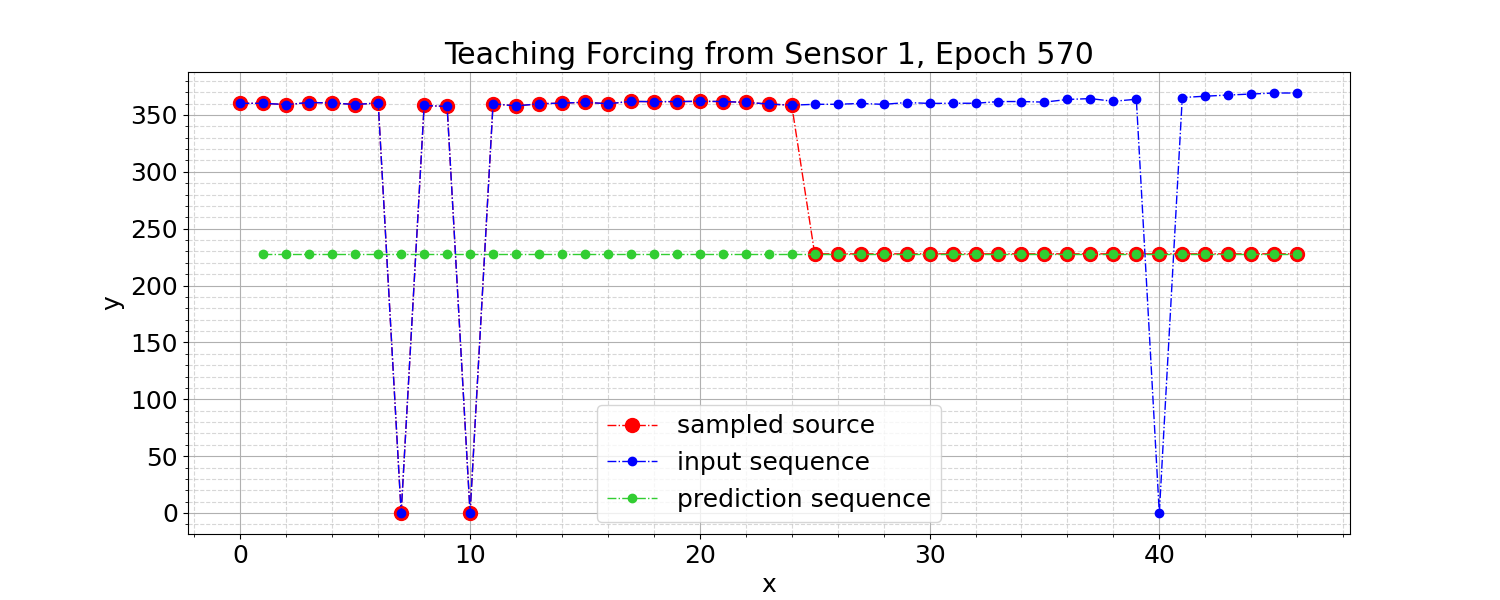 Teaching Forcing from Sensor 1, Epoch 570
350
300
250
200
150
100
50
0
y
sampled source
input sequence
prediction sequence
0 10 20 30 40
x